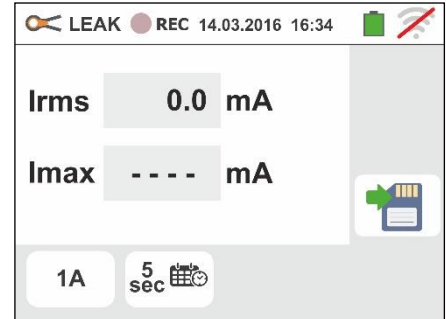 LEAK REC 14.03.2016 16:34
Irms 0.0 mA
Imax - - - - mA
1A 5 sec